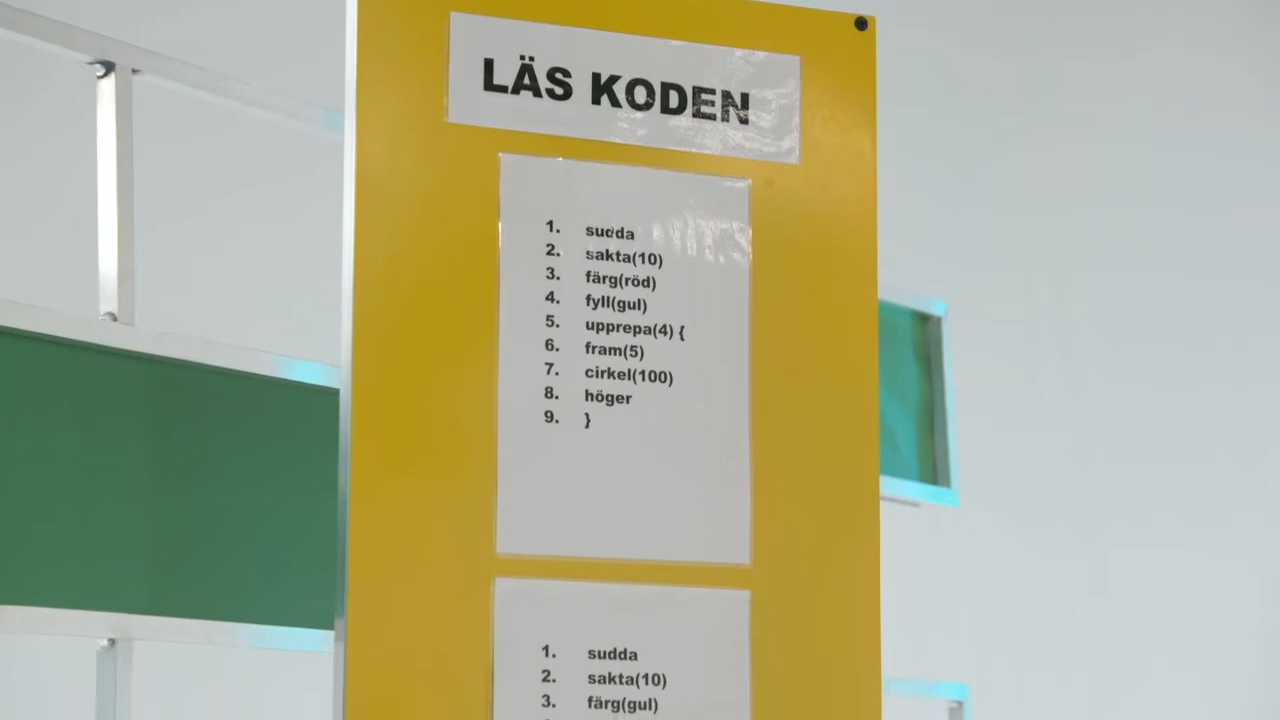 LÄS KODEN
1. sudda
2. sakta(10)
3. färg(röd)
4. fyll(gul)
5. upprepa(4) {
6. fram(5)
7. cirkel(100)
8. höger
9. }
1. sudda
2. sakta(10)
3. färg(gul)